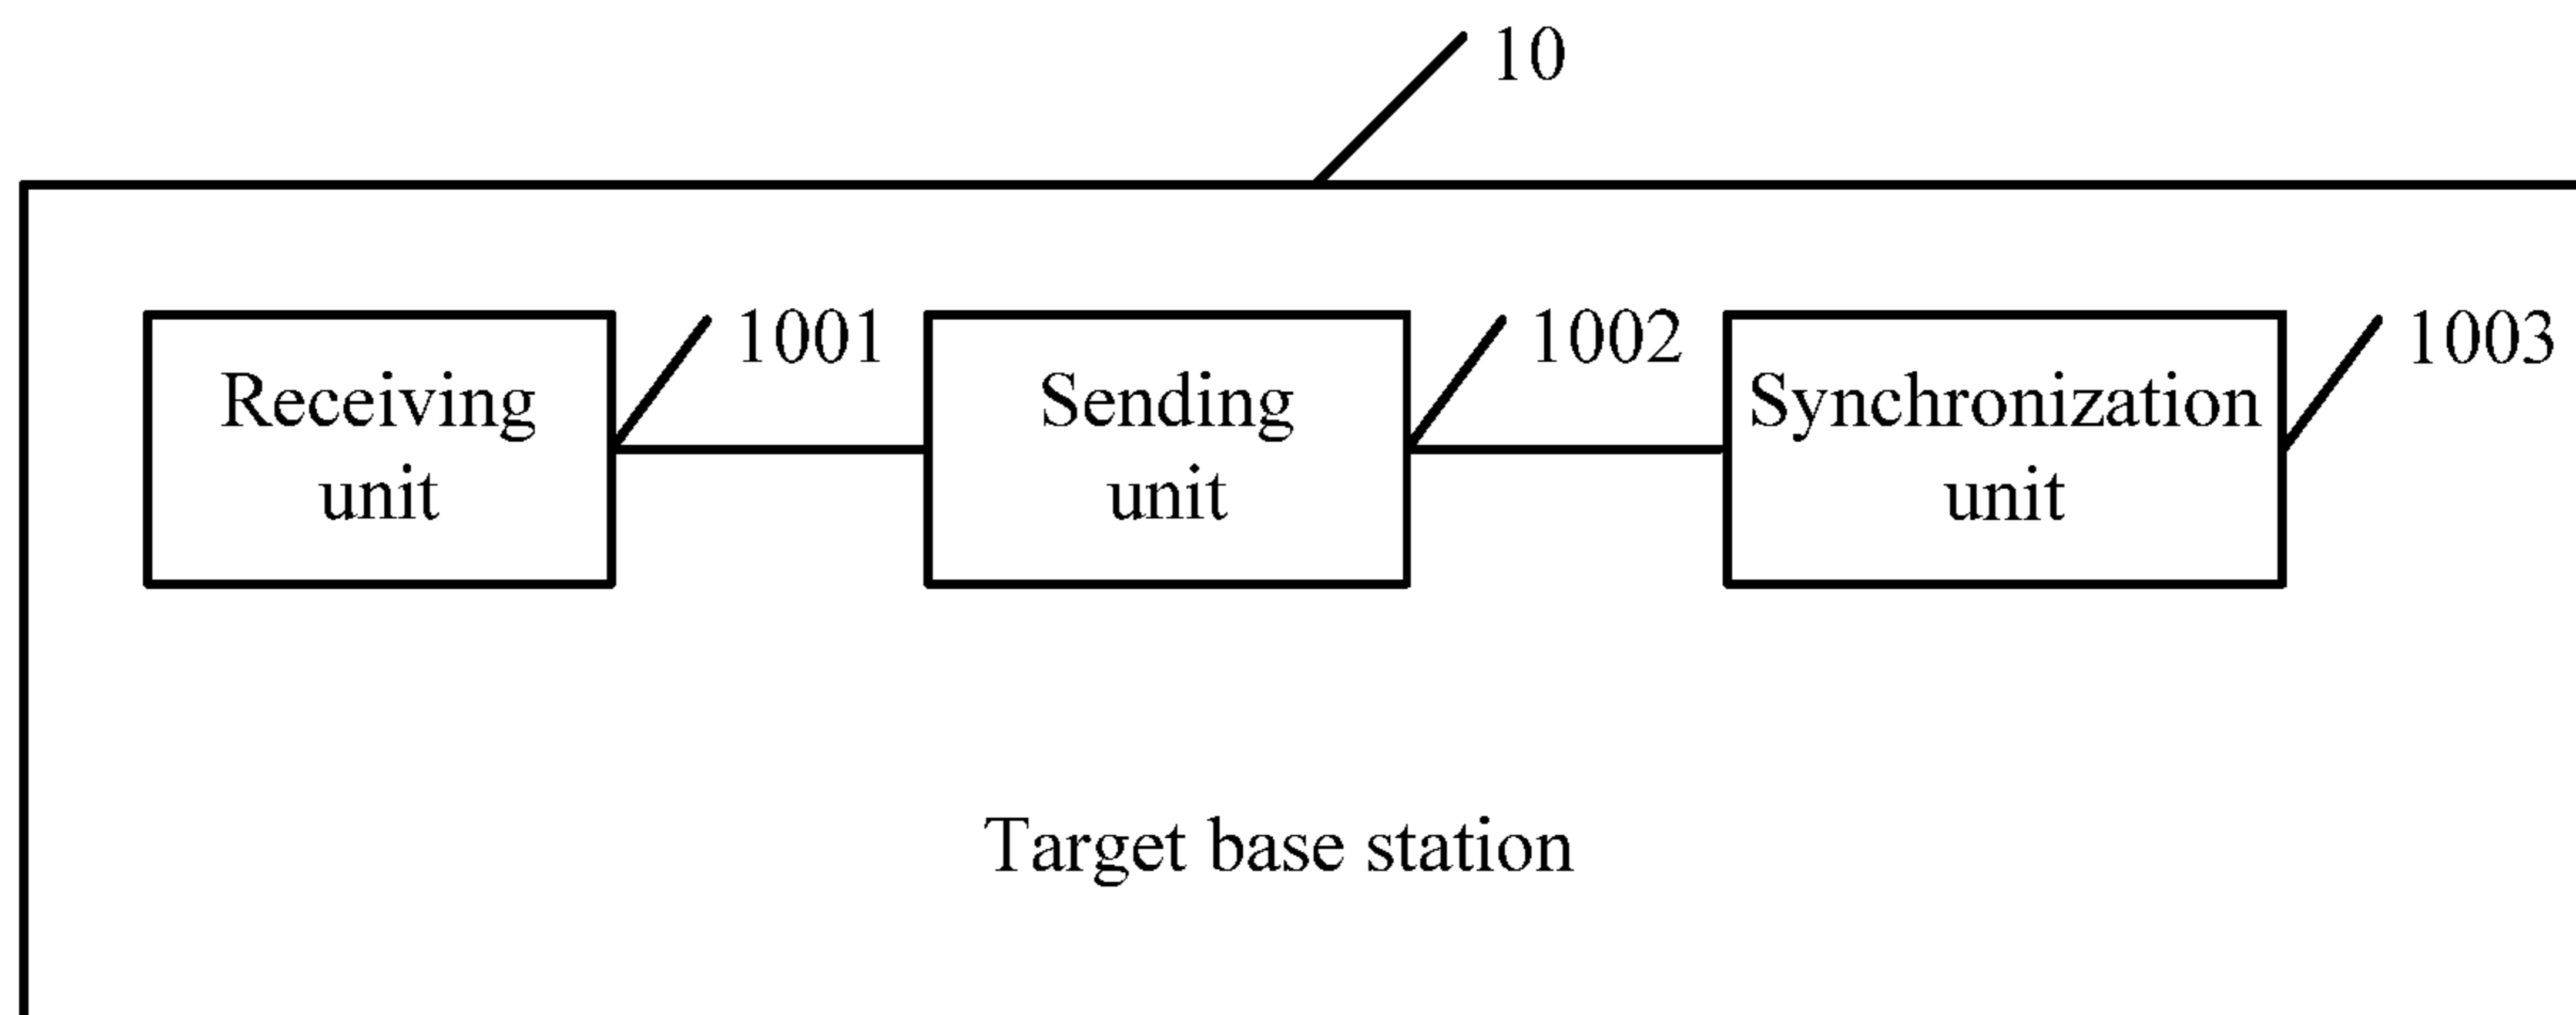 10
1001
1002
1003
Receiving
unit
Sending
unit
Synchronization
unit
Target base station